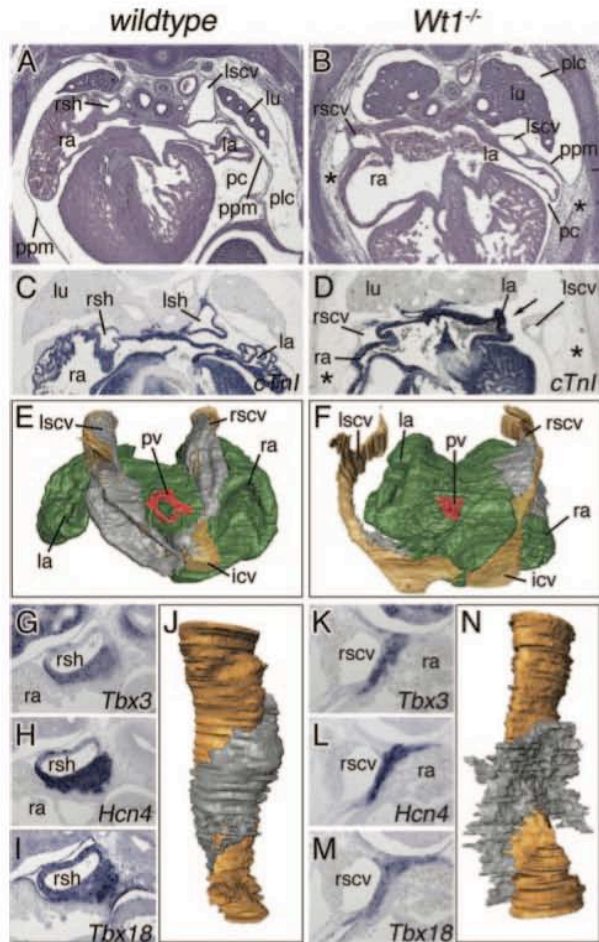 wildtype
Wt1-/-
A
lscv
rsh
lu
ra
la
pc
ppm
plc
ppm
B
plc
lu
rscv
lscv
la
ppm
ra
*
*
pc
C
lu
rsh
lsh
la
ra
cTnI
D
la
lu
lscv
rscv
ra
*
*
cTnI
E
lscv
rscv
pv
ra
la
icv
F
lscv
la
rscv
pv
ra
icv
G
rsh
ra
Tbx3
H
rsh
ra
Hcn4
I
rsh
Tbx18
J
K
rscv
ra
Tbx3
L
rscv
ra
Hcn4
M
rscv
ra
Tbx18
N